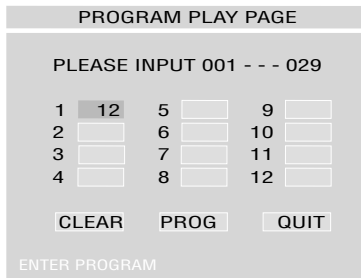 PROGRAM PLAY PAGE
PLEASE INPUT 001 - - - 029
1 12 5 9
2 6 10
3 7 11
4 8 12
CLEAR PROG QUIT
ENTER PROGRAM